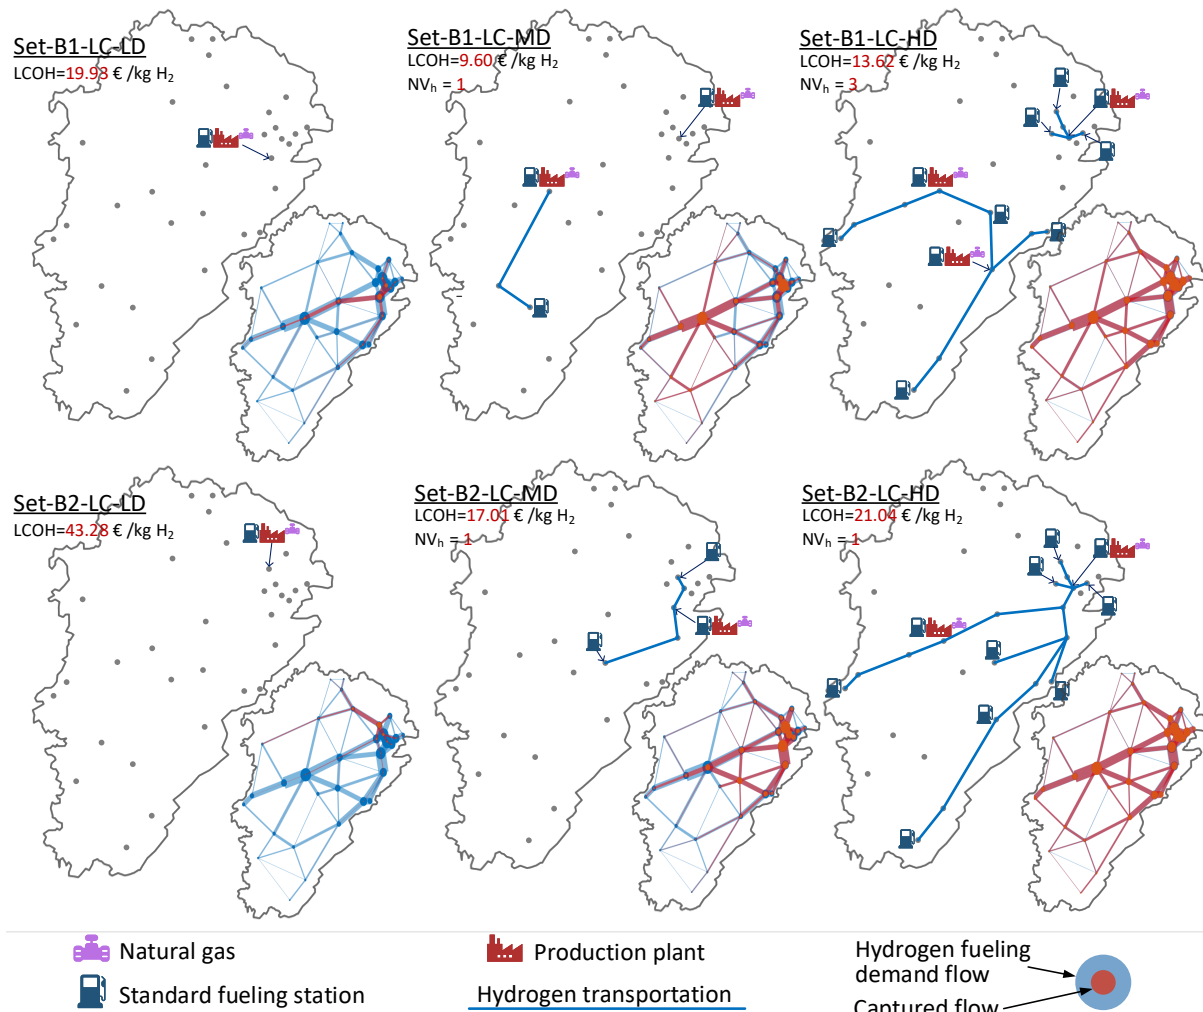 Set-B1-LC-LD
LCOH=19.93 € /kg H₂
Set-B1-LC-MD
LCOH=9.60 € /kg H₂
NVₕ = 1
Set-B1-LC-HD
LCOH=13.62 € /kg H₂
NVₕ = 3
Set-B2-LC-LD
LCOH=43.28 € /kg H₂
Set-B2-LC-MD
LCOH=17.01 € /kg H₂
NVₕ = 1
Set-B2-LC-HD
LCOH=21.04 € /kg H₂
NVₕ = 1
Natural gas
Production plant
Hydrogen fueling
demand flow
Standard fueling station
Hydrogen transportation
Captured flow